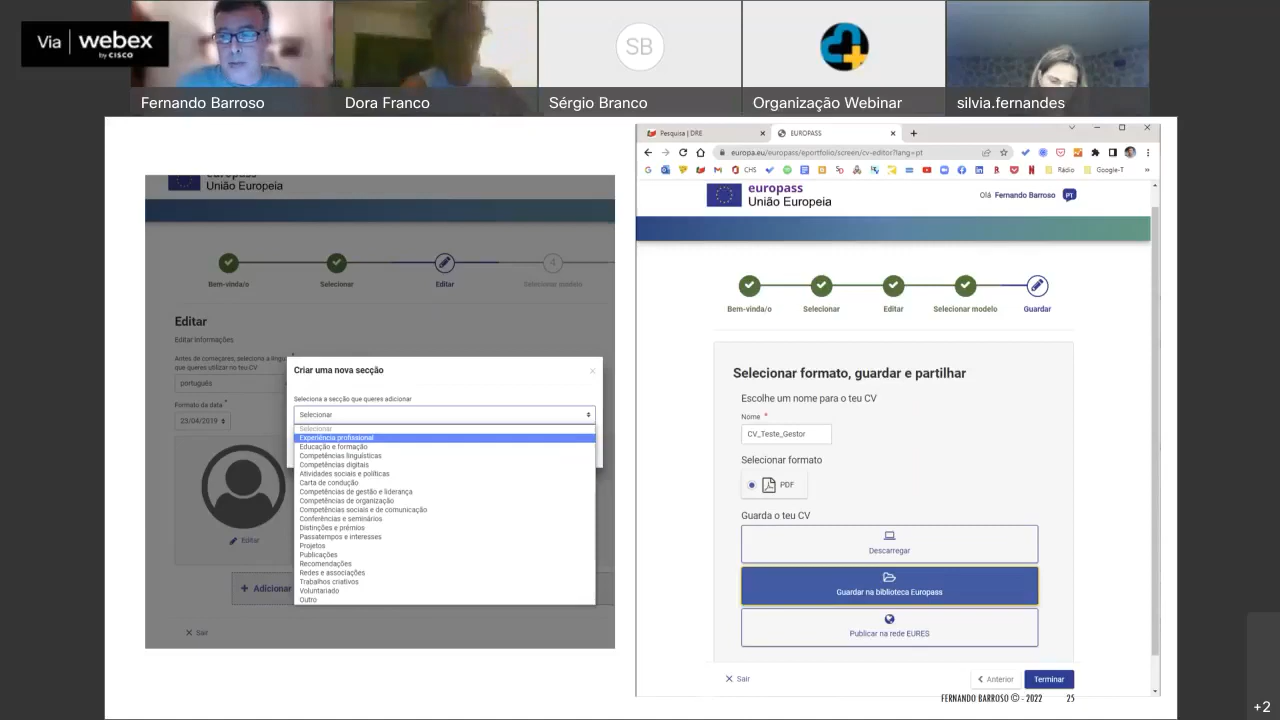 Via webex
by CISCO
Fernando Barroso
Dora Franco
SB
Sérgio Branco
Organização Webinar
silvia.fernandes
União Europeia
Bem-vinda/o
Selecionar
Editar
4
Selecionar modelo
Editar
Editar informações
Antes de começares, seleciona a língua
que queres utilizar no teu CV
português
Formato da data *
23/04/2019
Editar
+ Adicionar
× Sair
Criar uma nova secção
×
Seleciona a secção que queres adicionar
Selecionar
Selecionar
Experiência profissional
Educação e formação
Competências linguísticas
Competências digitais
Atividades sociais e políticas
Carta de condução
Competências de gestão e liderança
Competências de organização
Competências sociais e de comunicação
Conferências e seminários
Distinções e prémios
Passatempos e interesses
Projetos
Publicações
Recomendações
Redes e associações
Trabalhos criativos
Voluntariado
Outro
Pesquisa | DRE
EUROPASS
europa.eu/europass/eportfolio/screen/cv-editor?lang=pt
CHS
Rádio
Google-T
»
europass
União Europeia
Olá Fernando Barroso PT
Bem-vinda/o
Selecionar
Editar
Selecionar modelo
Guardar
Selecionar formato, guardar e partilhar
Escolhe um nome para o teu CV
Nome *
CV_Teste_Gestor
Selecionar formato
PDF
Guarda o teu CV
Descarregar
Guardar na biblioteca Europass
Publicar na rede EURES
× Sair
Anterior
Terminar
FERNANDO BARROSO © - 2022
25
+2